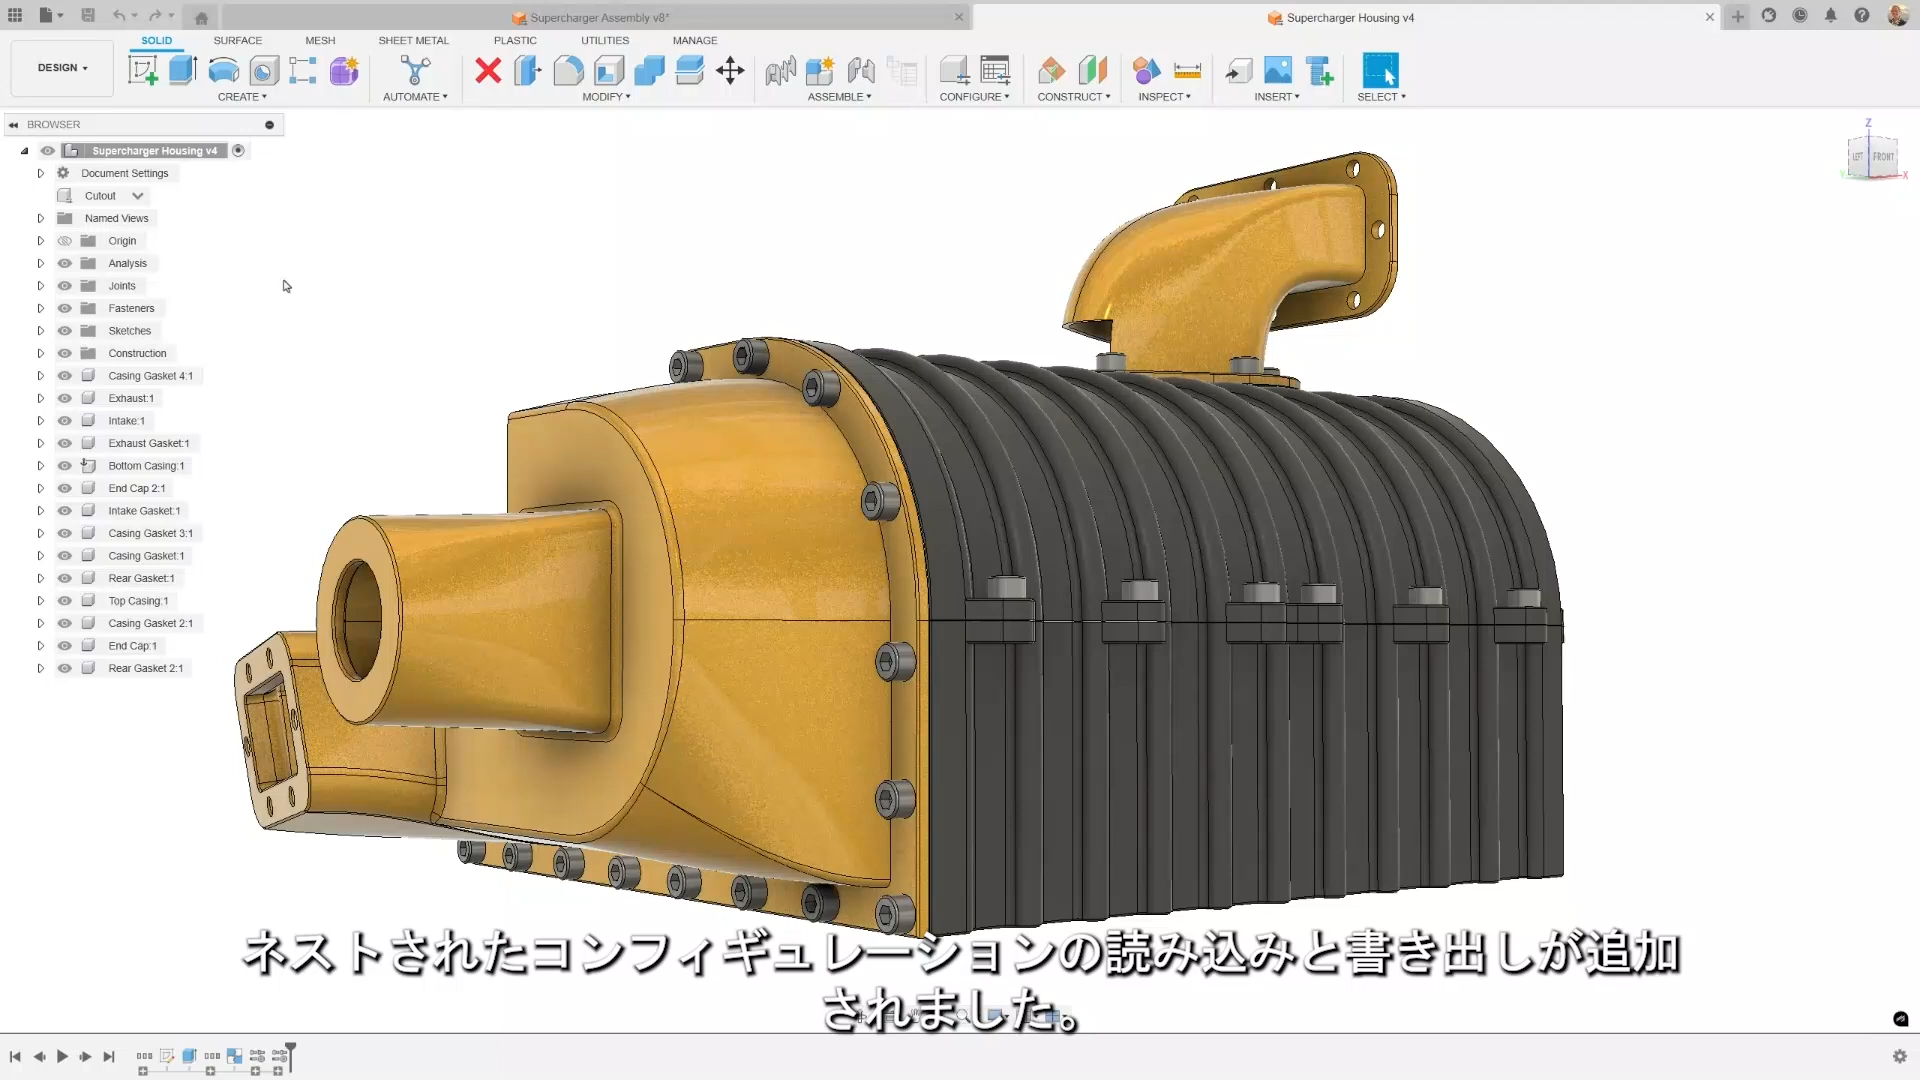 Supercharger Assembly v8*
Supercharger Housing v4
SOLID SURFACE MESH SHEET METAL PLASTIC UTILITIES MANAGE
DESIGN
CREATE AUTOMATE MODIFY ASSEMBLE CONFIGURE CONSTRUCT INSPECT INSERT SELECT
BROWSER
Supercharger Housing v4
Document Settings
Cutout
Named Views
Origin
Analysis
Joints
Fasteners
Sketches
Construction
Casing Gasket 4:1
Exhaust:1
Intake:1
Exhaust Gasket:1
Bottom Casing:1
End Cap 2:1
Intake Gasket:1
Casing Gasket 3:1
Casing Gasket:1
Rear Gasket:1
Top Casing:1
Casing Gasket 2:1
End Cap:1
Rear Gasket 2:1
Z
LEFT FRONT
Y X
ネストされたコンフィギュレーションの読み込みと書き出しが追加
されました。